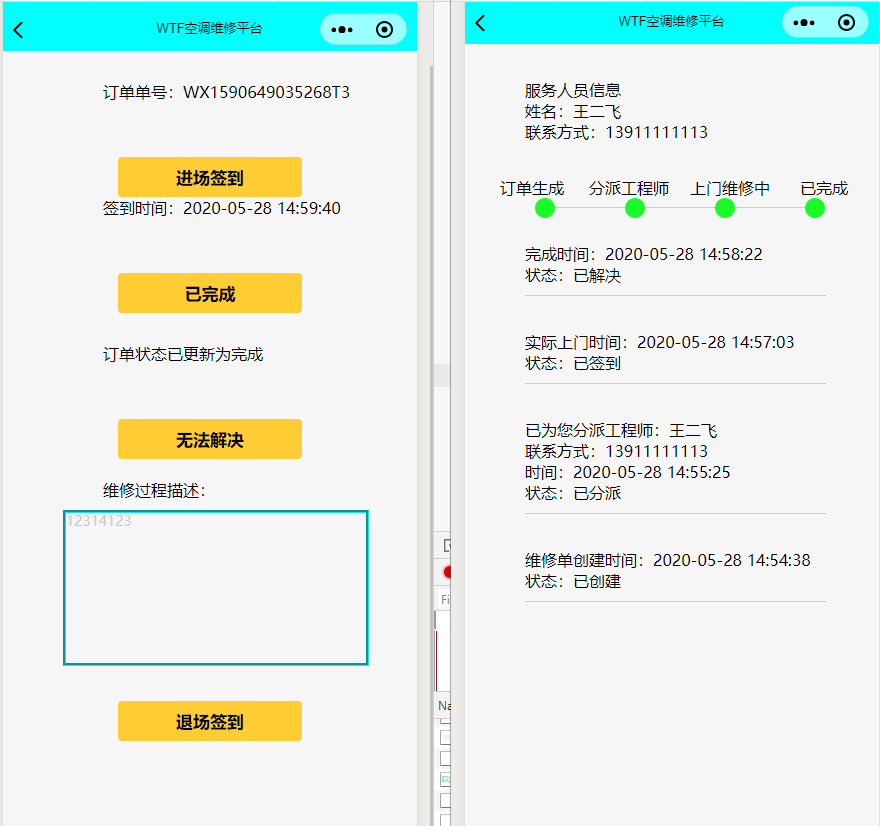 WTF空调维修平台
订单单号：WX1590649035268T3
进场签到
签到时间：2020-05-28 14:59:40
已完成
订单状态已更新为完成
无法解决
维修过程描述：
12314123
退场签到
Fi
Na
WTF空调维修平台
服务人员信息
姓名：王二飞
联系方式：13911111113
订单生成 分派工程师 上门维修中 已完成
完成时间：2020-05-28 14:58:22
状态：已解决
实际上门时间：2020-05-28 14:57:03
状态：已签到
已为您分派工程师：王二飞
联系方式：13911111113
时间：2020-05-28 14:55:25
状态：已分派
维修单创建时间：2020-05-28 14:54:38
状态：已创建